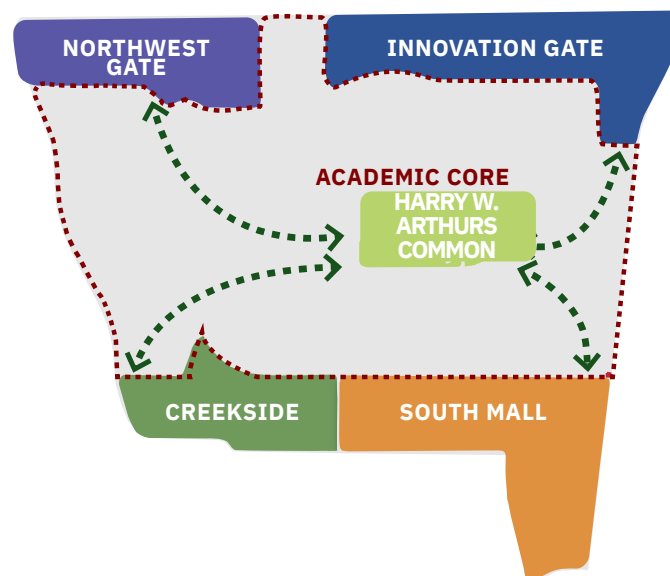 NORTHWEST
GATE
INNOVATION GATE
ACADEMIC CORE
HARRY W.
ARTHURS
COMMON
CREEKSIDE
SOUTH MALL